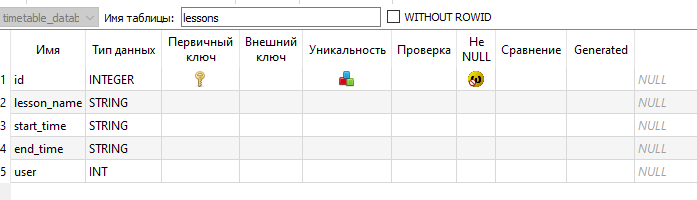 timetable_datab Имя таблицы: lessons WITHOUT ROWID
Имя Тип данных Первичный ключ Внешний ключ Уникальность Проверка Не NULL Сравнение Generated
1 id INTEGER NULL
2 lesson_name STRING NULL
3 start_time STRING NULL
4 end_time STRING NULL
5 user INT NULL